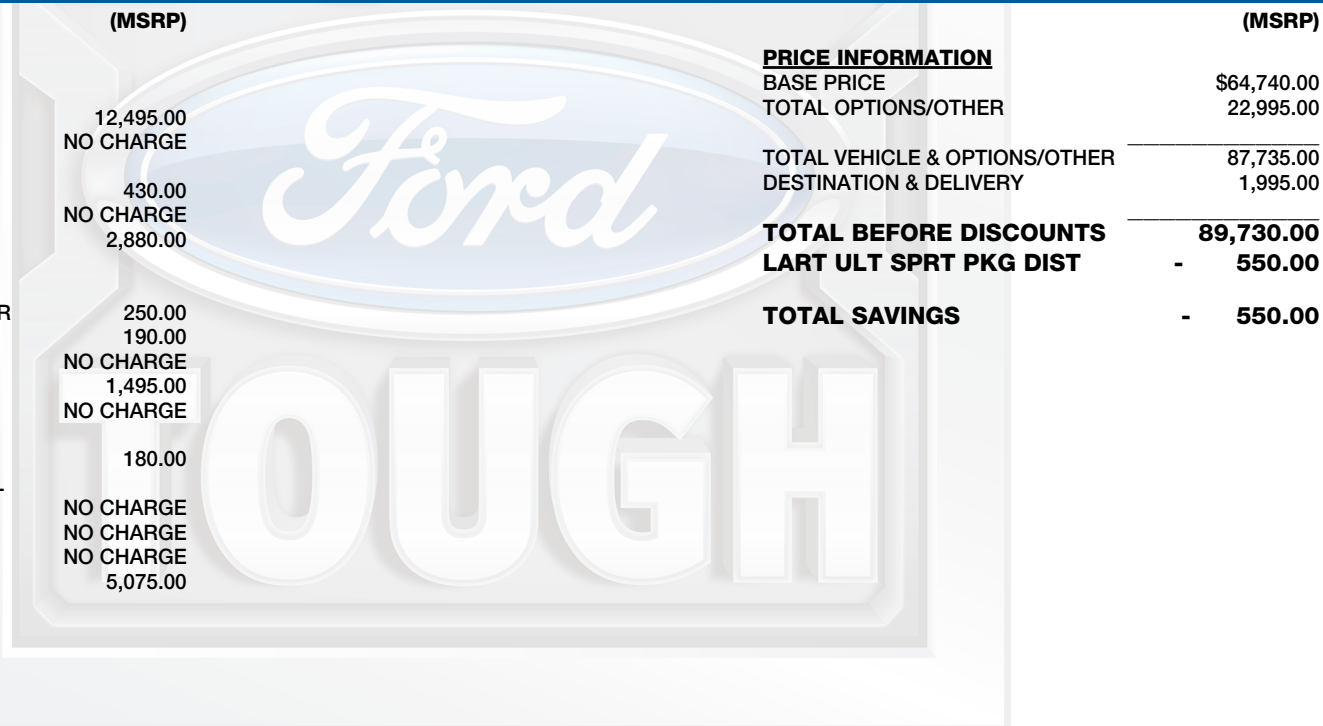 (MSRP)
12,495.00
NO CHARGE
430.00
NO CHARGE
2,880.00
R 250.00
190.00
NO CHARGE
1,495.00
NO CHARGE
180.00
NO CHARGE
NO CHARGE
NO CHARGE
5,075.00
Ford
TOUGH
(MSRP)
PRICE INFORMATION
BASE PRICE $64,740.00
TOTAL OPTIONS/OTHER 22,995.00
TOTAL VEHICLE & OPTIONS/OTHER 87,735.00
DESTINATION & DELIVERY 1,995.00
TOTAL BEFORE DISCOUNTS 89,730.00
LART ULT SPRT PKG DIST - 550.00
TOTAL SAVINGS - 550.00